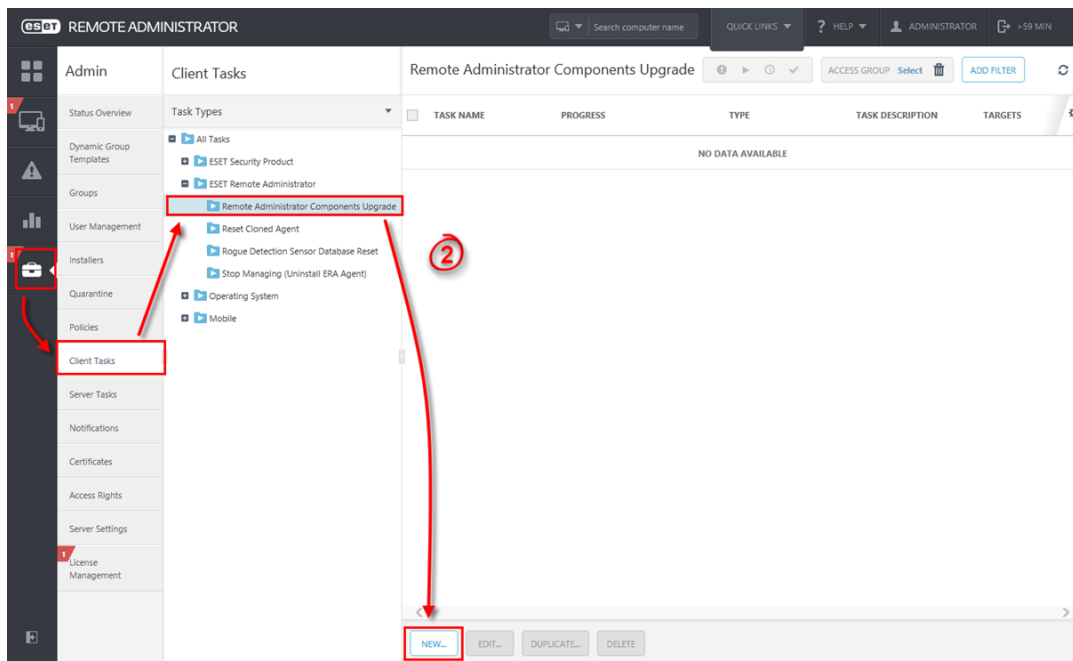 eset REMOTE ADMINISTRATOR
Search computer name
QUICK LINKS
? HELP
ADMINISTRATOR
>59 MIN
Admin
Status Overview
Dynamic Group
Templates
Groups
User Management
Installers
Quarantine
Policies
Client Tasks
Server Tasks
Notifications
Certificates
Access Rights
Server Settings
1
License
Management
1
1
Client Tasks
Task Types
All Tasks
ESET Security Product
ESET Remote Administrator
Remote Administrator Components Upgrade
Reset Cloned Agent
Rogue Detection Sensor Database Reset
Stop Managing (Uninstall ERA Agent)
Operating System
Mobile
Remote Administrator Components Upgrade
ACCESS GROUP Select
ADD FILTER
TASK NAME PROGRESS TYPE TASK DESCRIPTION TARGETS
NO DATA AVAILABLE
2
NEW... EDIT... DUPLICATE... DELETE